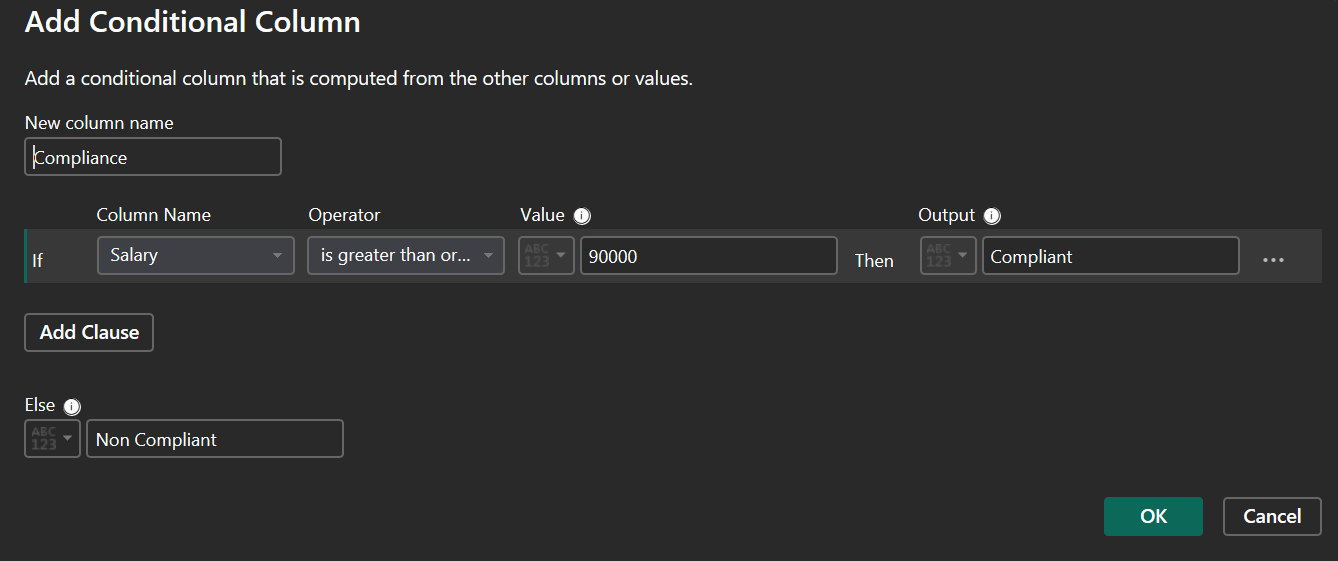 Add Conditional Column
Add a conditional column that is computed from the other columns or values.
New column name
Compliance
Column Name Operator Value i Output i
If Salary is greater than or... ABC 123 90000 Then ABC 123 Compliant ...
Add Clause
Else i
ABC 123 Non Compliant
OK Cancel